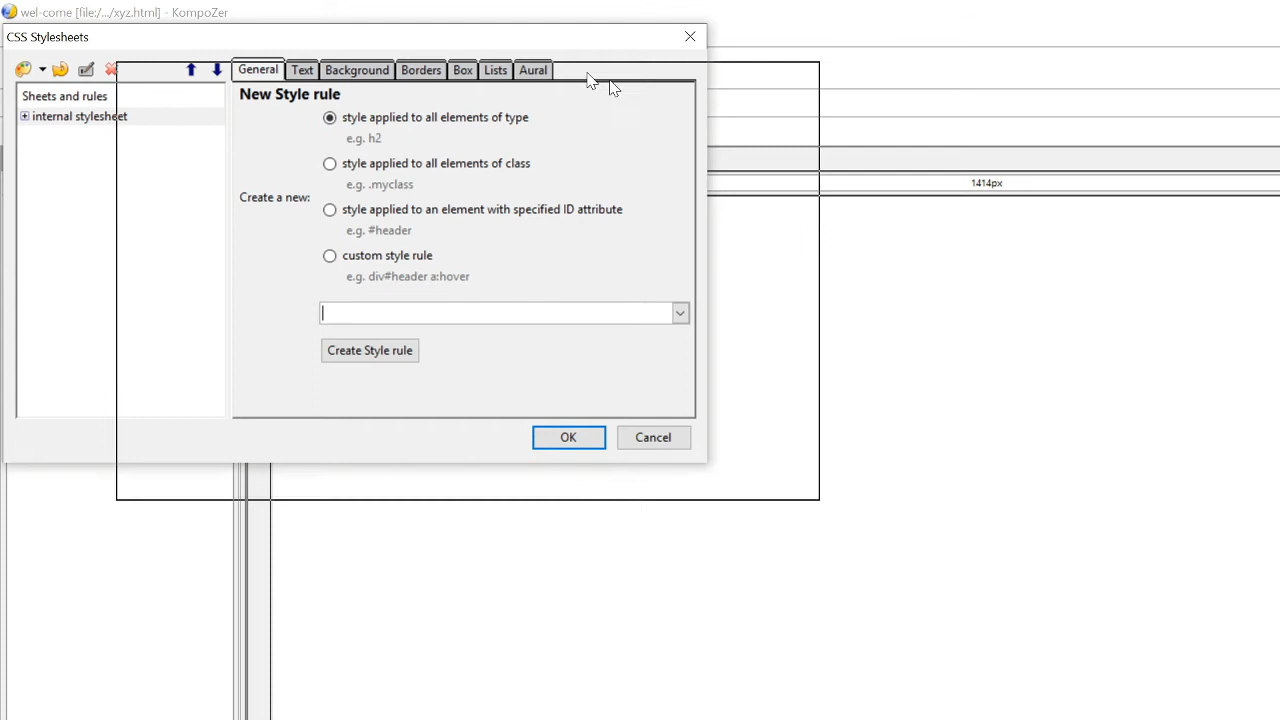 wel-come [file:/.../xyz.html] - KompoZer
CSS Stylesheets
General Text Background Borders Box Lists Aural
Sheets and rules
internal stylesheet
New Style rule
style applied to all elements of type
e.g. h2
style applied to all elements of class
e.g. .myclass
Create a new:
style applied to an element with specified ID attribute
e.g. #header
custom style rule
e.g. div#header a:hover
Create Style rule
OK Cancel
1414px